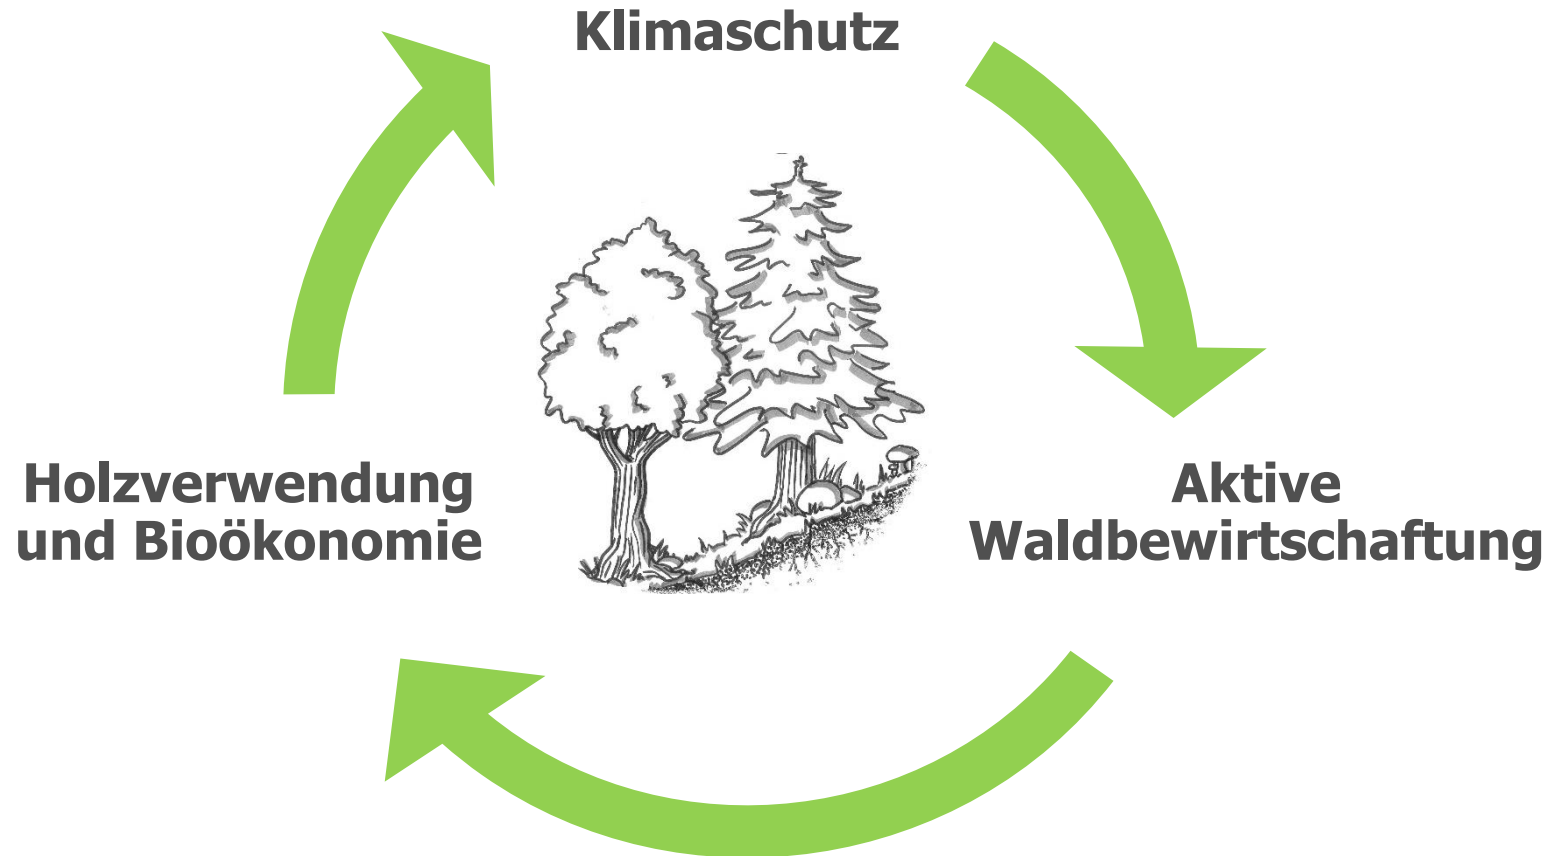 Klimaschutz
Aktive
Waldbewirtschaftung
Holzverwendung
und Bioökonomie